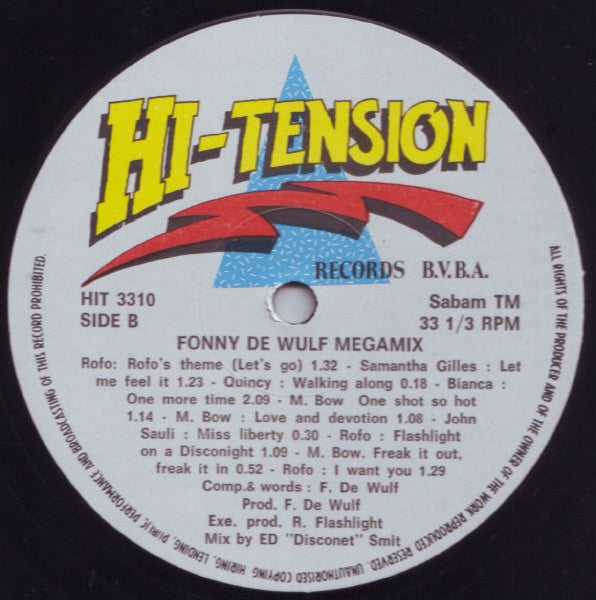 HI-TENSION
RECORDS B.V.B.A.
HIT 3310
SIDE B
Sabam TM
33 1/3 RPM
FONNY DE WULF MEGAMIX
Rofo: Rofo's theme (Let's go) 1.32 - Samantha Gilles : Let
me feel it 1.23 - Quincy : Walking along 0.18 - Bianca :
One more time 2.09 - M. Bow One shot so hot
1.14 - M. Bow : Love and devotion 1.08 - John
Sauli : Miss liberty 0.30 - Rofo : Flashlight
on a Disconight 1.09 - M. Bow. Freak it out,
freak it in 0.52 - Rofo : I want you 1.29
Comp.& words : F. De Wulf
Prod. F. De Wulf
Exe. prod. R. Flashlight
Mix by ED "Disconet" Smit
ALL RIGHTS OF THE PRODUCER AND OF THE OWNER OF THE WORK REPRODUCED RESERVED. UNAUTHORISED COPYING HIRING, LENDING, PUBLIC PERFORMANCE AND BROADCASTING OF THIS RECORD PROHIBITED.